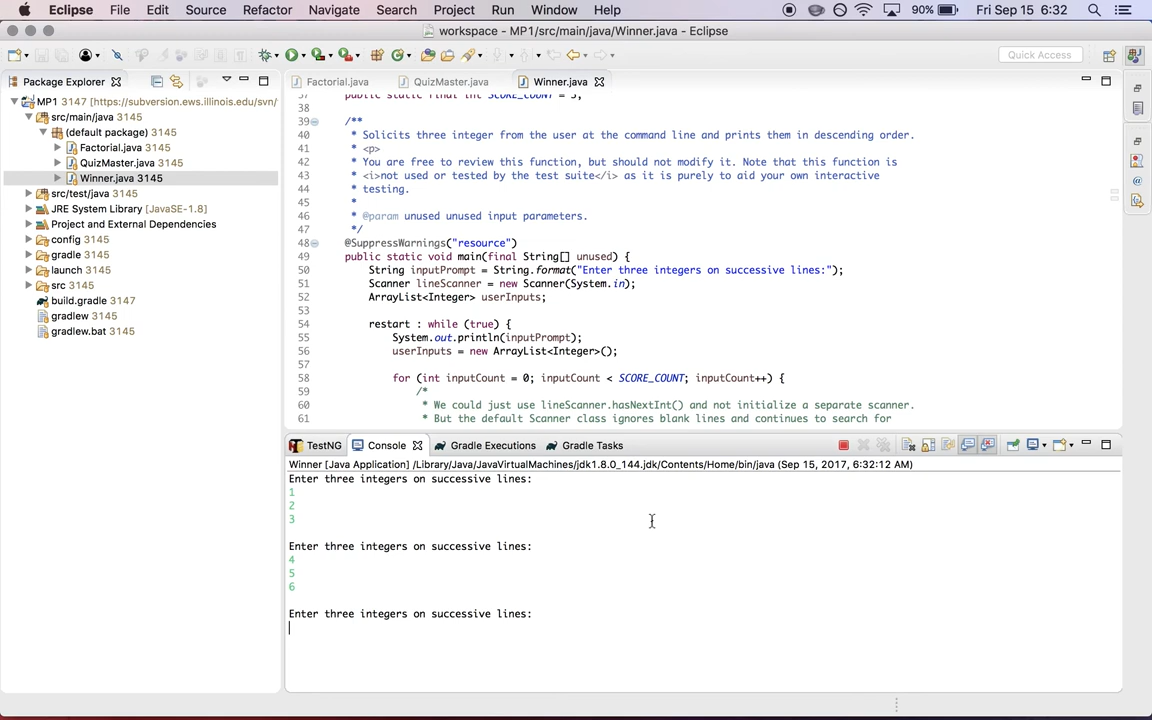 Eclipse File Edit Source Refactor Navigate Search Project Run Window Help 90% Fri Sep 15 6:32
workspace - MP1/src/main/java/Winner.java - Eclipse
Quick Access
Package Explorer
MP1 3147 [https://subversion.ews.illinois.edu/svn/
src/main/java 3145
(default package) 3145
Factorial.java 3145
QuizMaster.java 3145
Winner.java 3145
src/test/java 3145
JRE System Library [JavaSE-1.8]
Project and External Dependencies
config 3145
gradle 3145
launch 3145
src 3145
build.gradle 3147
gradlew 3145
gradlew.bat 3145
Factorial.java QuizMaster.java Winner.java
37 public static final int SCORE_COUNT = 3;
38
39 /**
40 * Solicits three integer from the user at the command line and prints them in descending order.
41 * <p>
42 * You are free to review this function, but should not modify it. Note that this function is
43 * <i>not used or tested by the test suite</i> as it is purely to aid your own interactive
44 * testing.
45 *
46 * @param unused unused input parameters.
47 */
48 @SuppressWarnings("resource")
49 public static void main(final String[] unused) {
50 String inputPrompt = String.format("Enter three integers on successive lines:");
51 Scanner lineScanner = new Scanner(System.in);
52 ArrayList<Integer> userInputs;
53
54 restart : while (true) {
55 System.out.println(inputPrompt);
56 userInputs = new ArrayList<Integer>();
57
58 for (int inputCount = 0; inputCount < SCORE_COUNT; inputCount++) {
59 /*
60 * We could just use lineScanner.hasNextInt() and not initialize a separate scanner.
61 * But the default Scanner class ignores blank lines and continues to search for
TestNG Console Gradle Executions Gradle Tasks
Winner [Java Application] /Library/Java/JavaVirtualMachines/jdk1.8.0_144.jdk/Contents/Home/bin/java (Sep 15, 2017, 6:32:12 AM)
Enter three integers on successive lines:
1
2
3
Enter three integers on successive lines:
4
5
6
Enter three integers on successive lines: